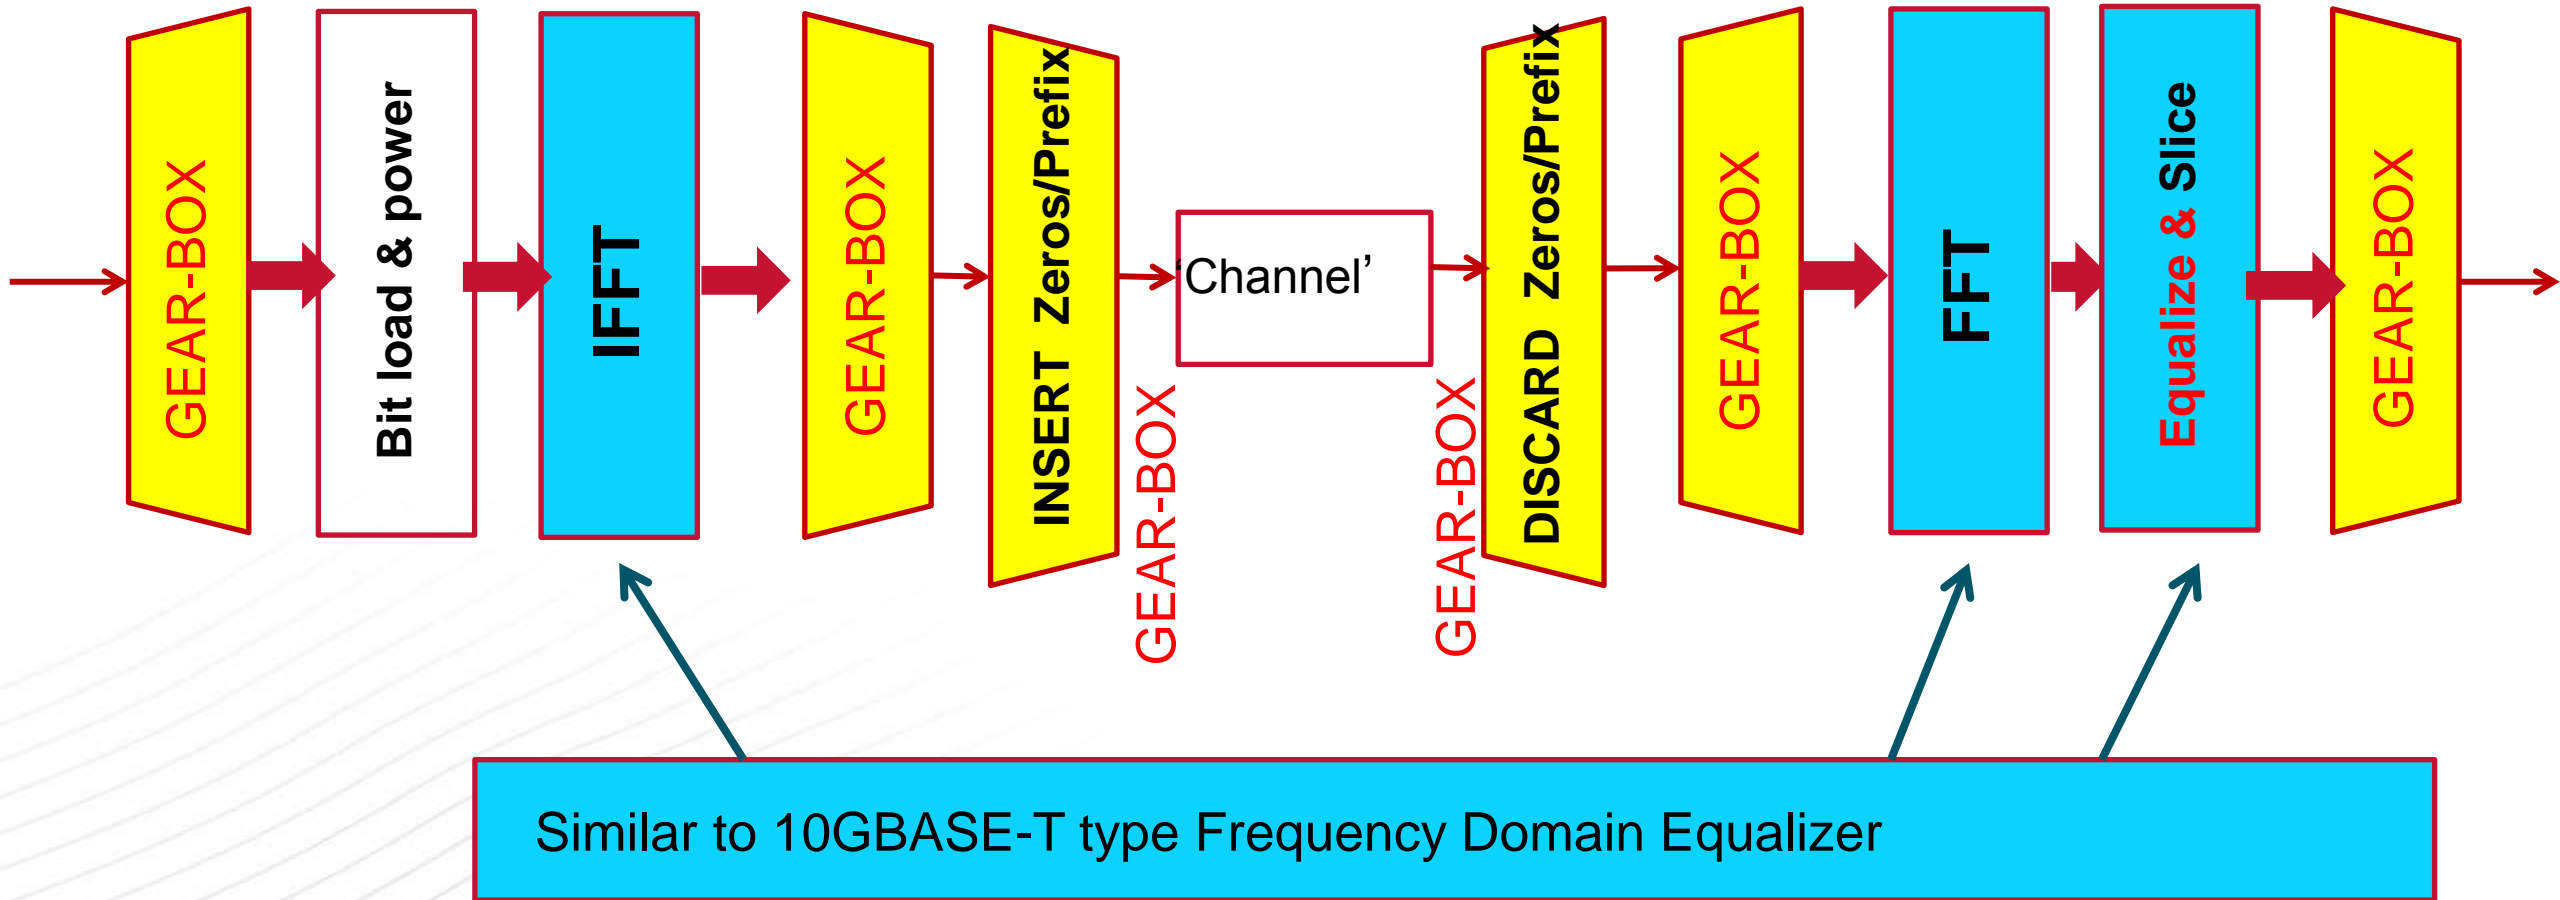 GEAR-BOX
Bit load & power
IFFT
GEAR-BOX
INSERT Zeros/Prefix
GEAR-BOX
‘Channel’
GEAR-BOX
DISCARD Zeros/Prefix
GEAR-BOX
FFT
Equalize & Slice
GEAR-BOX
Similar to 10GBASE-T type Frequency Domain Equalizer